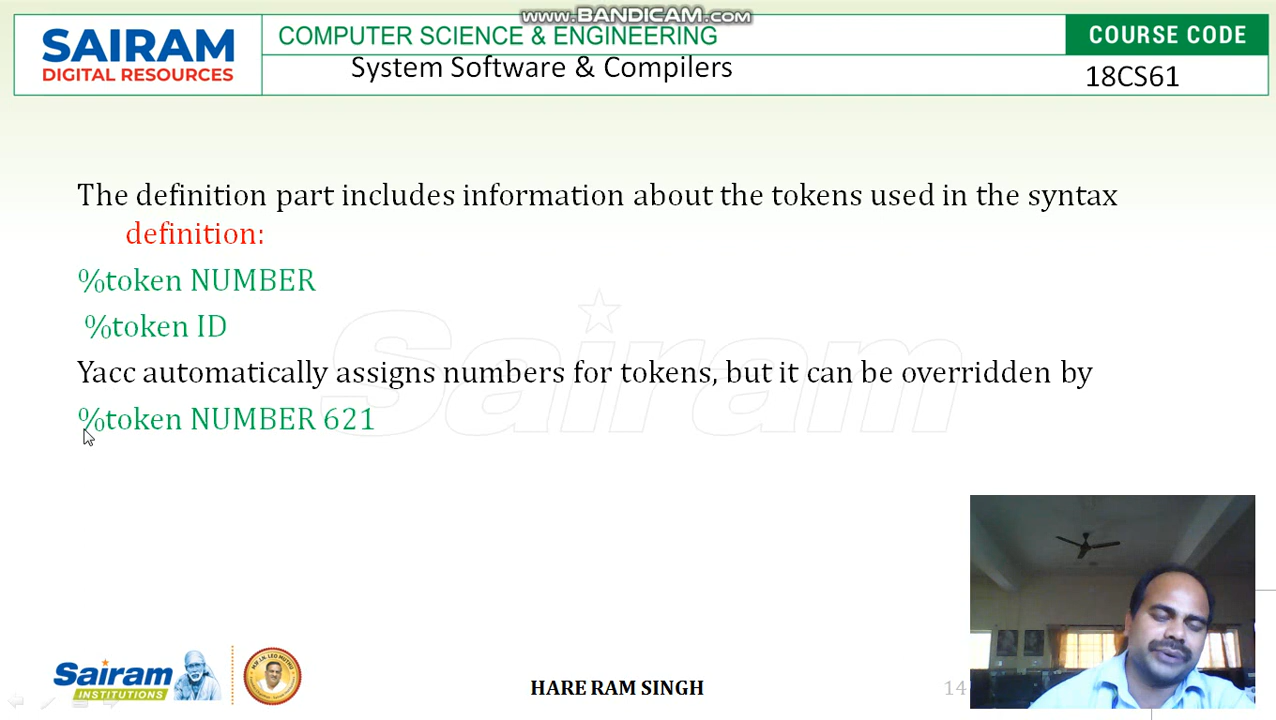 www.BANDICAM.com
SAIRAM
DIGITAL RESOURCES
COMPUTER SCIENCE & ENGINEERING
COURSE CODE
System Software & Compilers
18CS61
The definition part includes information about the tokens used in the syntax
definition:
%token NUMBER
%token ID
Yacc automatically assigns numbers for tokens, but it can be overridden by
%token NUMBER 621
Sairam
Sairam
INSTITUTIONS
HARE RAM SINGH
14